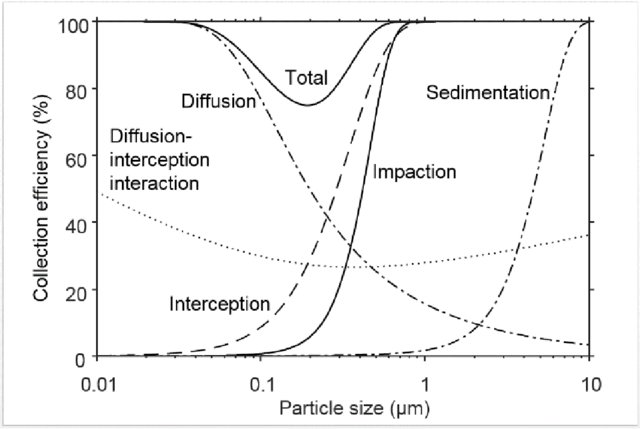 100
80
60
40
20
0
Collection efficiency (%)
Total
Diffusion
Sedimentation
Diffusion-
interception
interaction
Impaction
Interception
0.01
0.1
1
10
Particle size (μm)